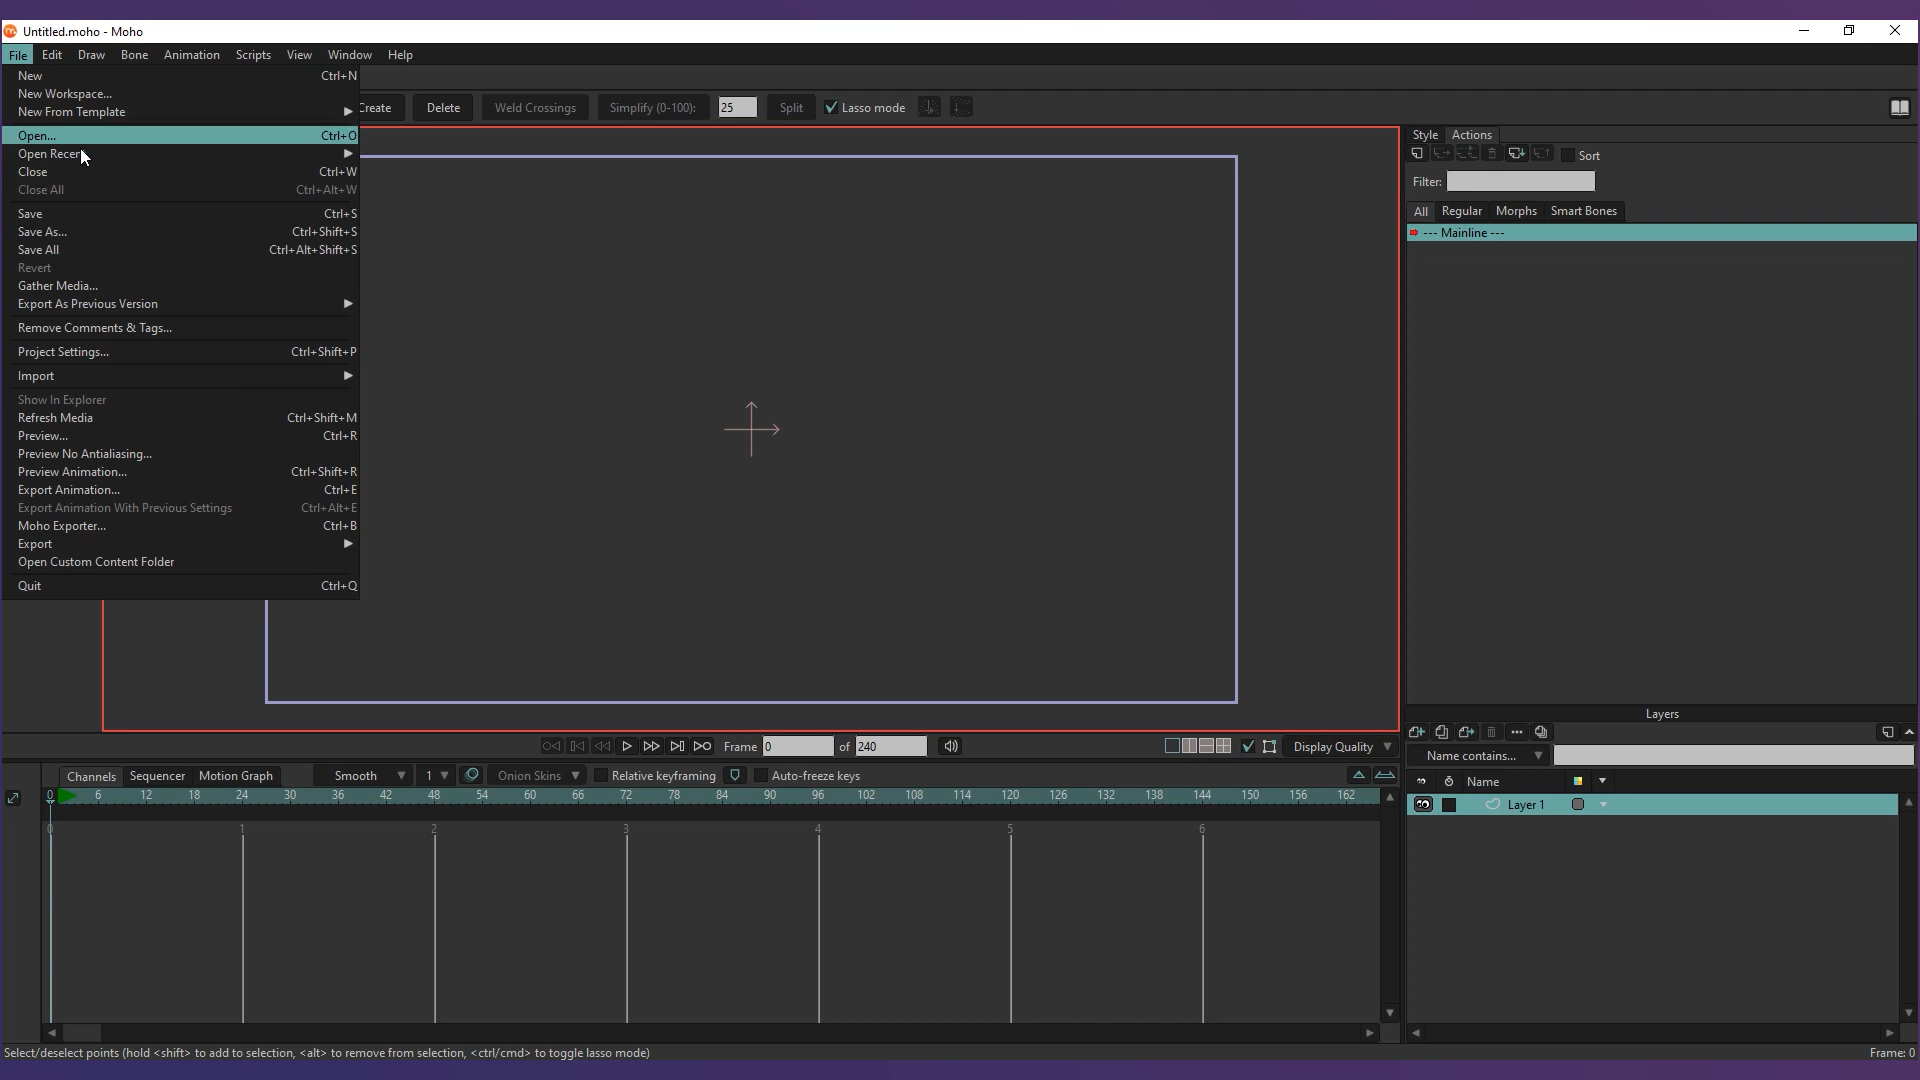 Untitled.moho - Moho
File Edit Draw Bone Animation Scripts View Window Help
New Ctrl+N
New Workspace...
New From Template
Create Delete Weld Crossings Simplify (0-100): 25 Split Lasso mode
Open... Ctrl+O
Open Recent
Close Ctrl+W
Close All Ctrl+Alt+W
Save Ctrl+S
Save As... Ctrl+Shift+S
Save All Ctrl+Alt+Shift+S
Revert
Gather Media...
Export As Previous Version
Remove Comments & Tags...
Project Settings... Ctrl+Shift+P
Import
Show In Explorer
Refresh Media Ctrl+Shift+M
Preview... Ctrl+R
Preview No Antialiasing...
Preview Animation... Ctrl+Shift+R
Export Animation... Ctrl+E
Export Animation With Previous Settings Ctrl+Alt+E
Moho Exporter... Ctrl+B
Export
Open Custom Content Folder
Quit Ctrl+Q
Style Actions
Sort
Filter:
All Regular Morphs Smart Bones
--- Mainline ---
Layers
Frame 0 of 240 Display Quality
Name contains...
Channels Sequencer Motion Graph Smooth 1 Onion Skins Relative keyframing Auto-freeze keys
Name
0 6 12 18 24 30 36 42 48 54 60 66 72 78 84 90 96 102 108 114 120 126 132 138 144 150 156 162
Layer 1
0 1 2 3 4 5 6
Select/deselect points (hold <shift> to add to selection, <alt> to remove from selection, <ctrl/cmd> to toggle lasso mode) Frame: 0